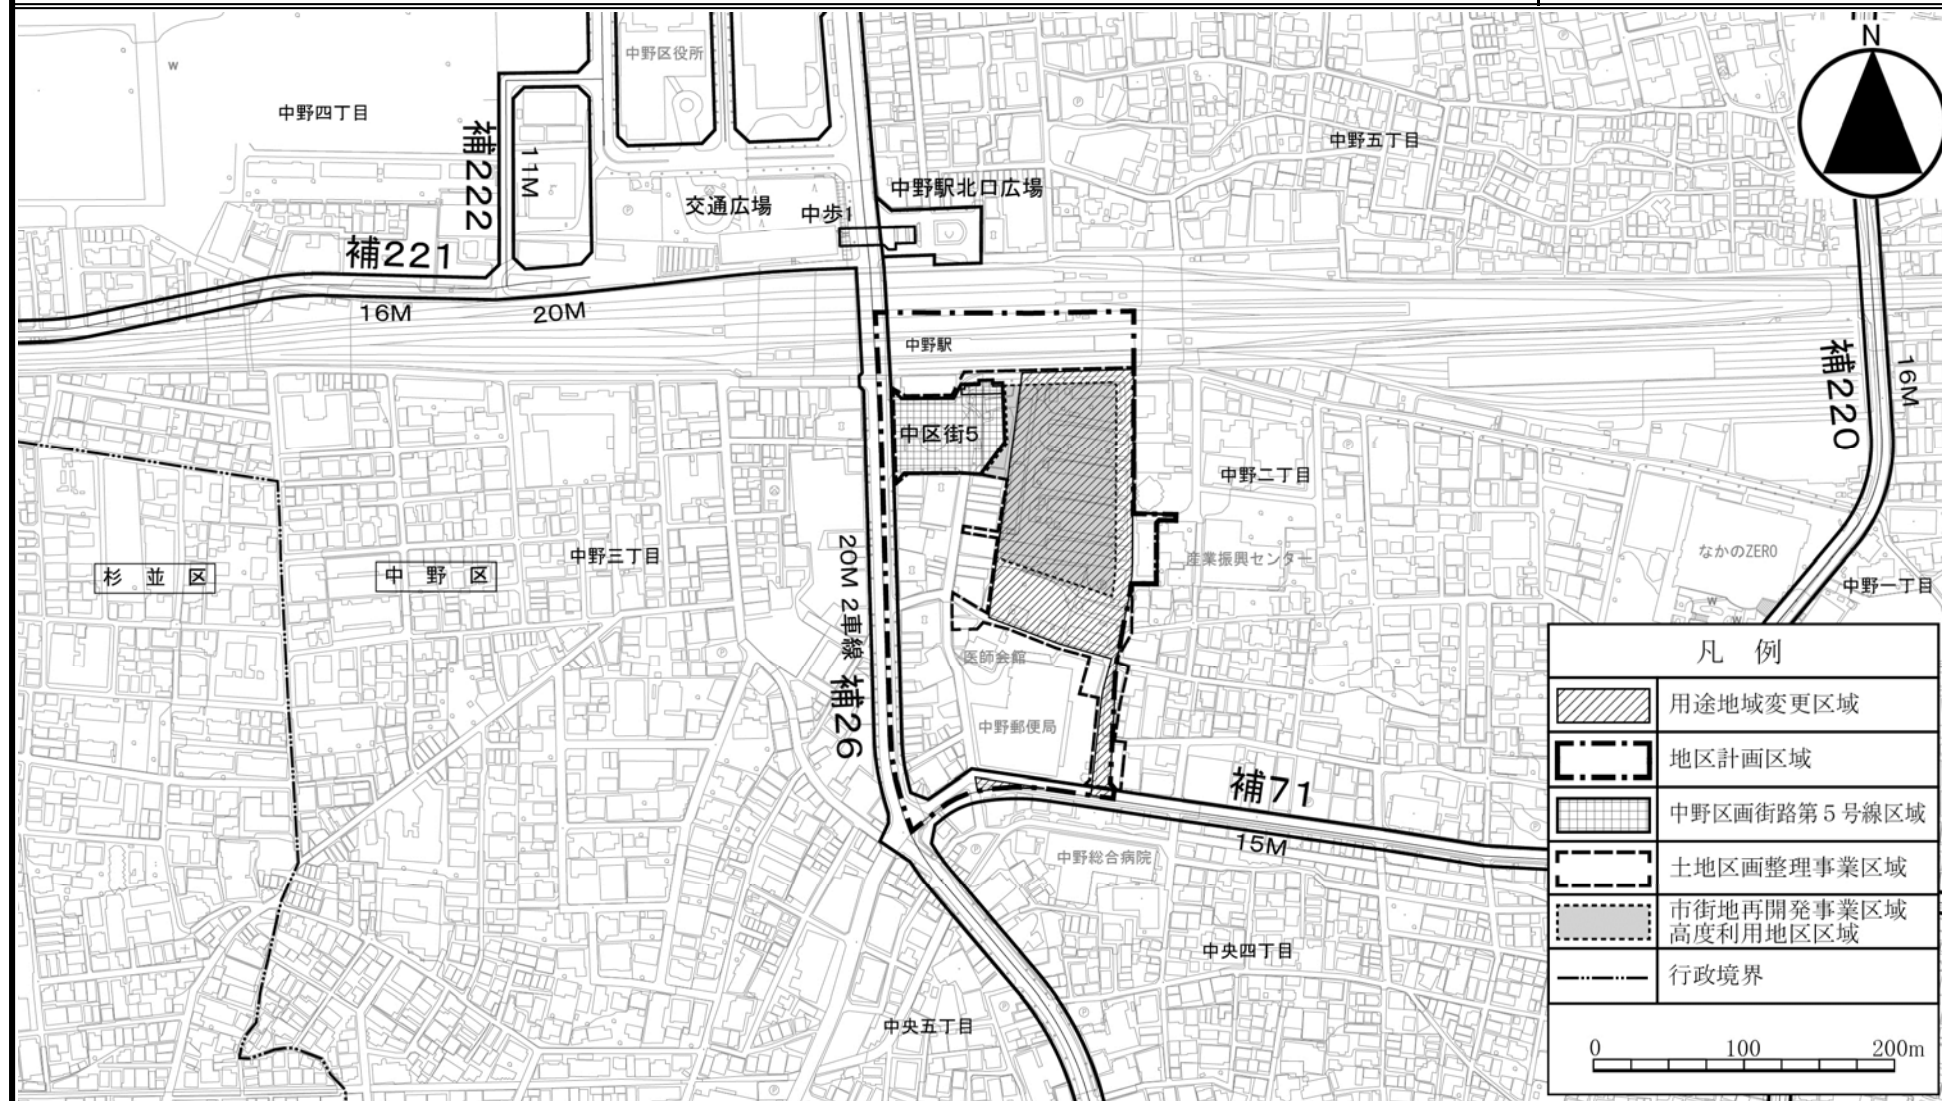 N
中野区役所
W
中野四丁目
補222
11M
中野五丁目
中野駅北口広場
交通広場
中歩1
補221
16M
20M
中野駅
補220
16M
中区街5
中野二丁目
中野三丁目
20M 2車線 補26
産業振興センター
なかのZERO
杉並区
中野区
中野一丁目
W
W
医師会館
中野郵便局
補71
15M
中野総合病院
中央四丁目
中央五丁目
凡 例
用途地域変更区域
地区計画区域
中野区画街路第5号線区域
土地区画整理事業区域
市街地再開発事業区域
高度利用地区区域
行政境界
0 100 200m